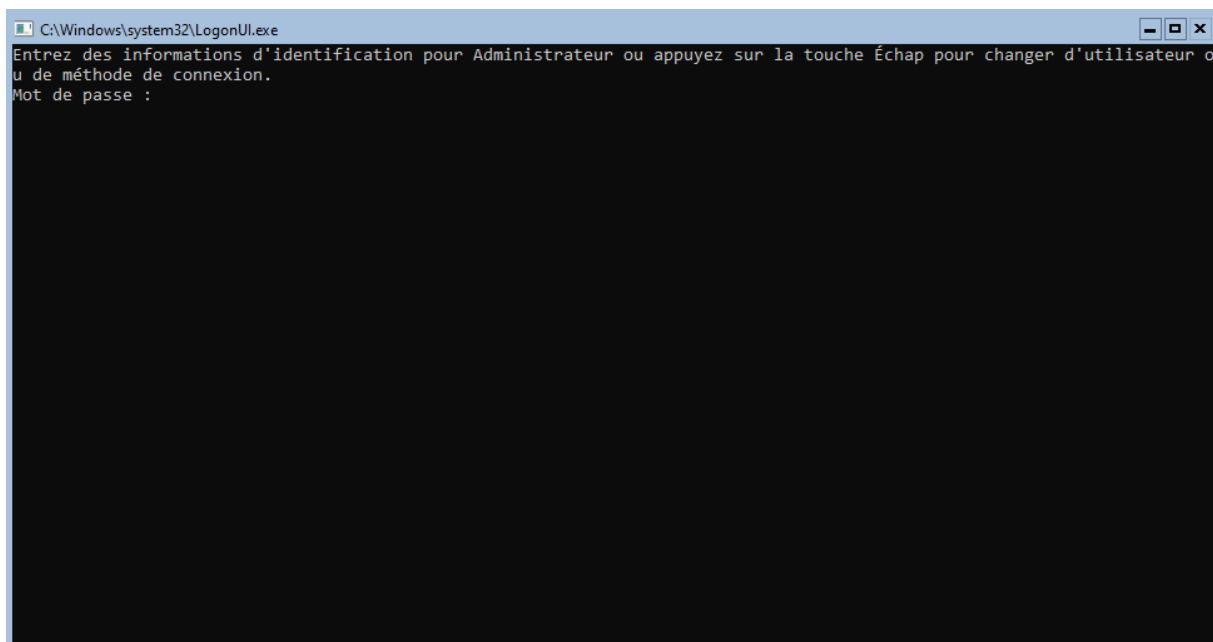 C:\Windows\system32\LogonUI.exe
Entrez des informations d'identification pour Administrateur ou appuyez sur la touche Échap pour changer d'utilisateur o
u de méthode de connexion.
Mot de passe :